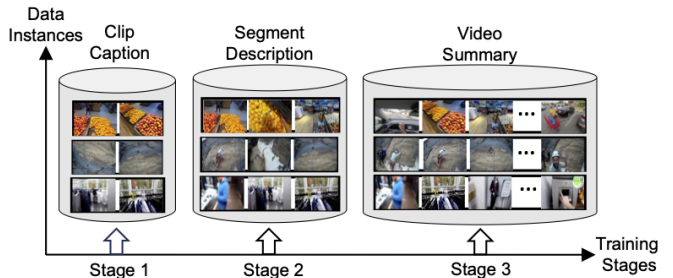 Data
Instances
Clip
Caption
Segment
Description
Video
Summary
...
...
...
Stage 1
Stage 2
Stage 3
Training
Stages